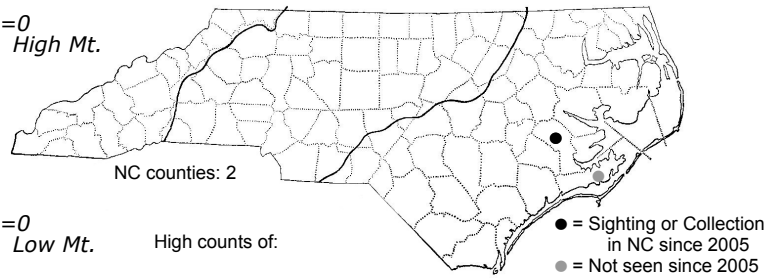 =0
High Mt.
NC counties: 2
=0
Low Mt.
High counts of:
● = Sighting or Collection
in NC since 2005
● = Not seen since 2005